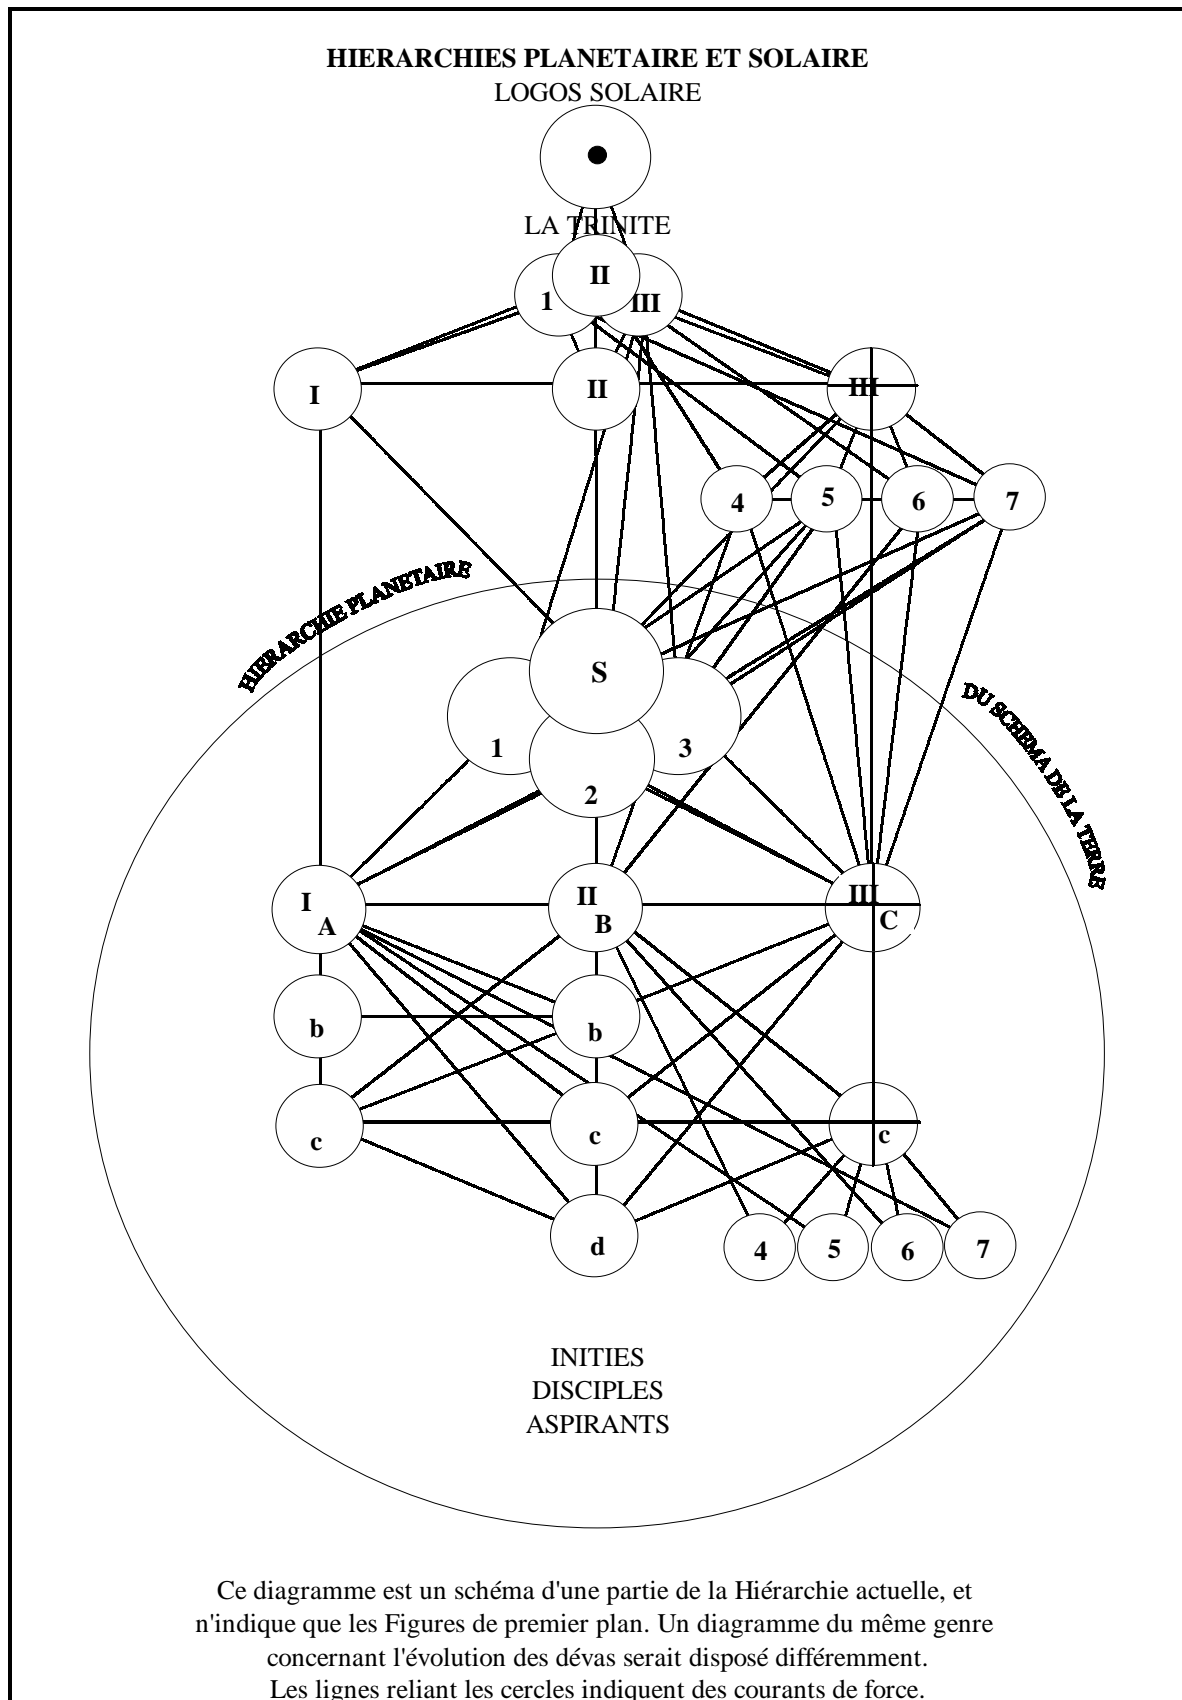 HIERARCHIES PLANETAIRE ET SOLAIRE
LOGOS SOLAIRE
LA TRINITE
II
1 III
I II III
4 5 6 7
HIERARCHIE PLANETAIRE
DU SCHEMA DE LA TERRE
S
1 3
2
I II III
A B C
b b
c c c
d 4 5 6 7
INITIES
DISCIPLES
ASPIRANTS
Ce diagramme est un schéma d'une partie de la Hiérarchie actuelle, et
n'indique que les Figures de premier plan. Un diagramme du même genre
concernant l'évolution des dévas serait disposé différemment.
Les lignes reliant les cercles indiquent des courants de force.